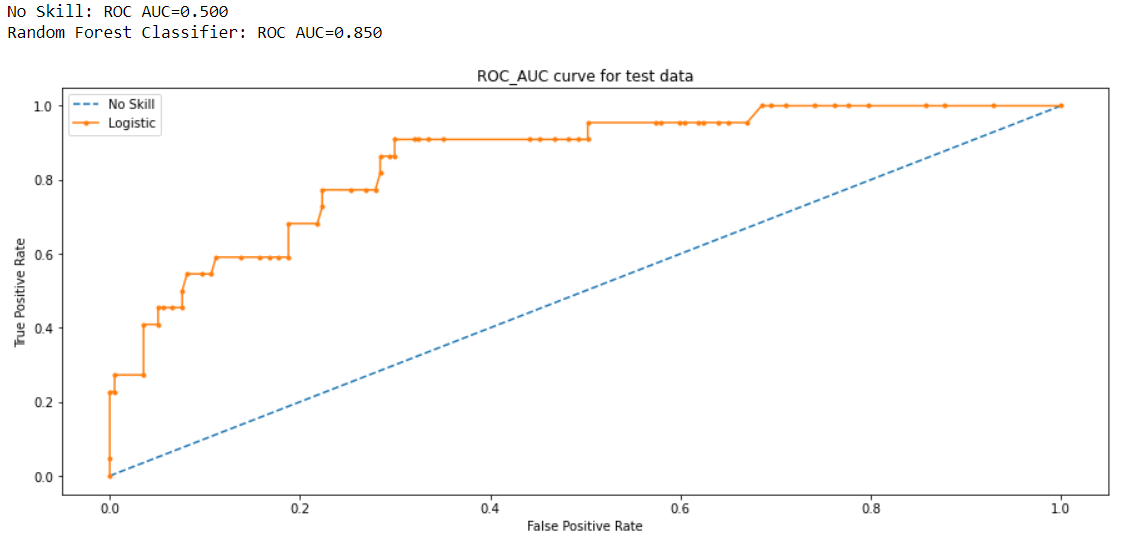 No Skill: ROC AUC=0.500
Random Forest Classifier: ROC AUC=0.850
ROC_AUC curve for test data
No Skill
Logistic
True Positive Rate
1.0
0.8
0.6
0.4
0.2
0.0
0.0 0.2 0.4 0.6 0.8 1.0
False Positive Rate